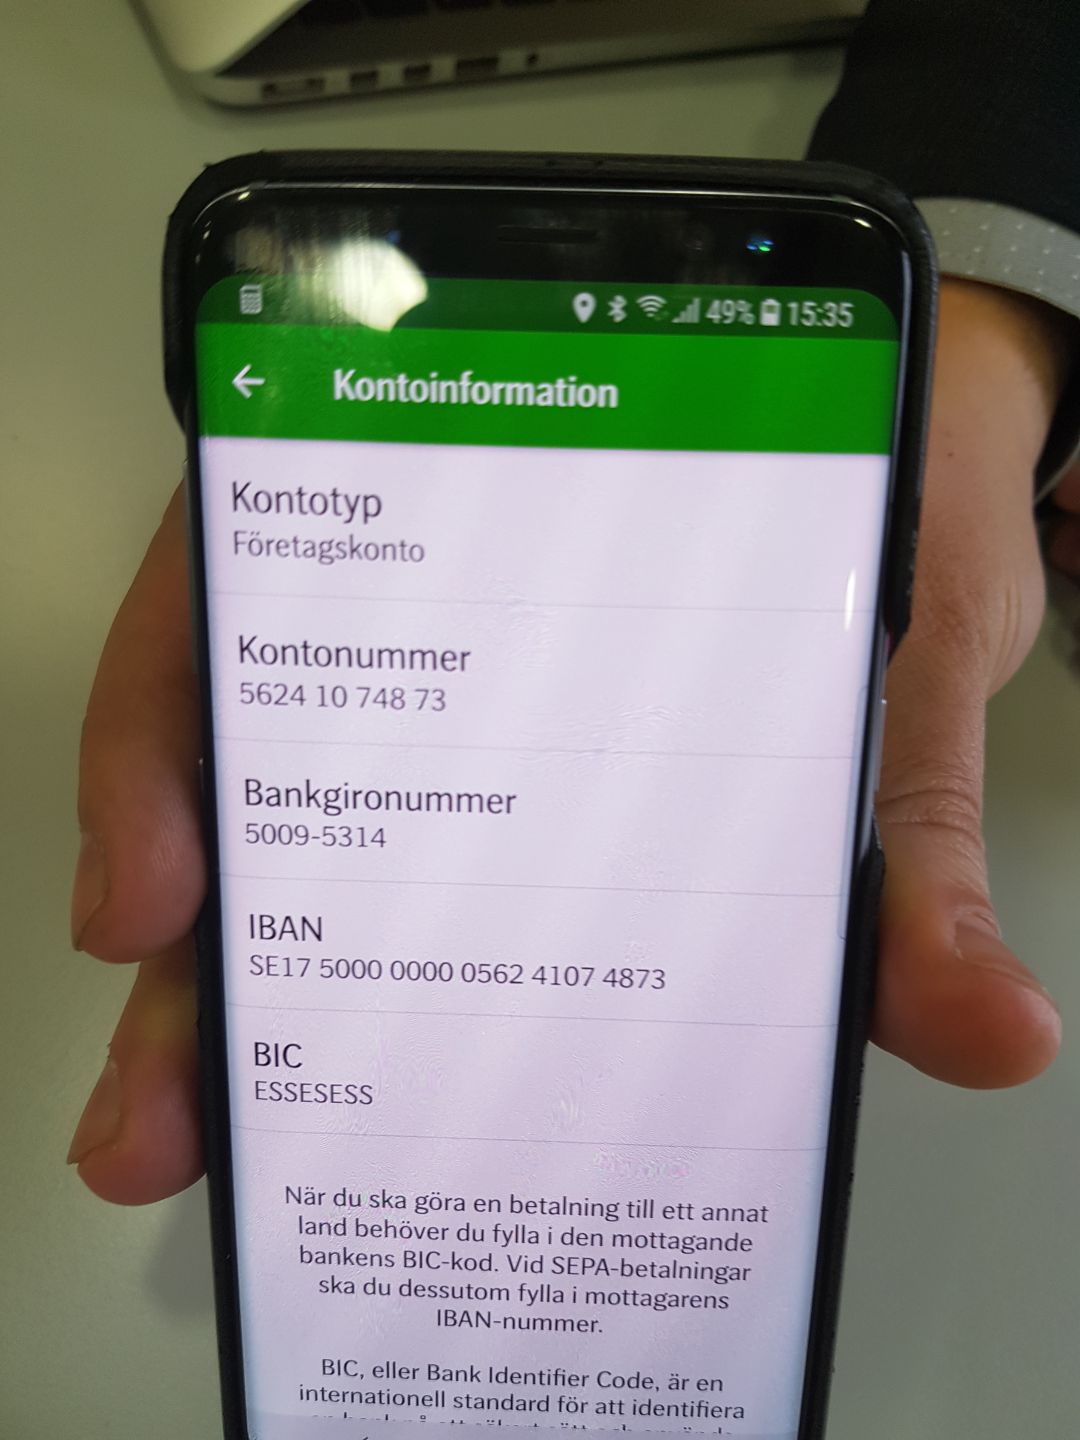 49% 15:35
Kontoinformation
Kontotyp
Företagskonto
Kontonummer
5624 10 748 73
Bankgironummer
5009-5314
IBAN
SE17 5000 0000 0562 4107 4873
BIC
ESSESESS
När du ska göra en betalning till ett annat
land behöver du fylla i den mottagande
bankens BIC-kod. Vid SEPA-betalningar
ska du dessutom fylla i mottagarens
IBAN-nummer.
BIC, eller Bank Identifier Code, är en
internationell standard för att identifiera